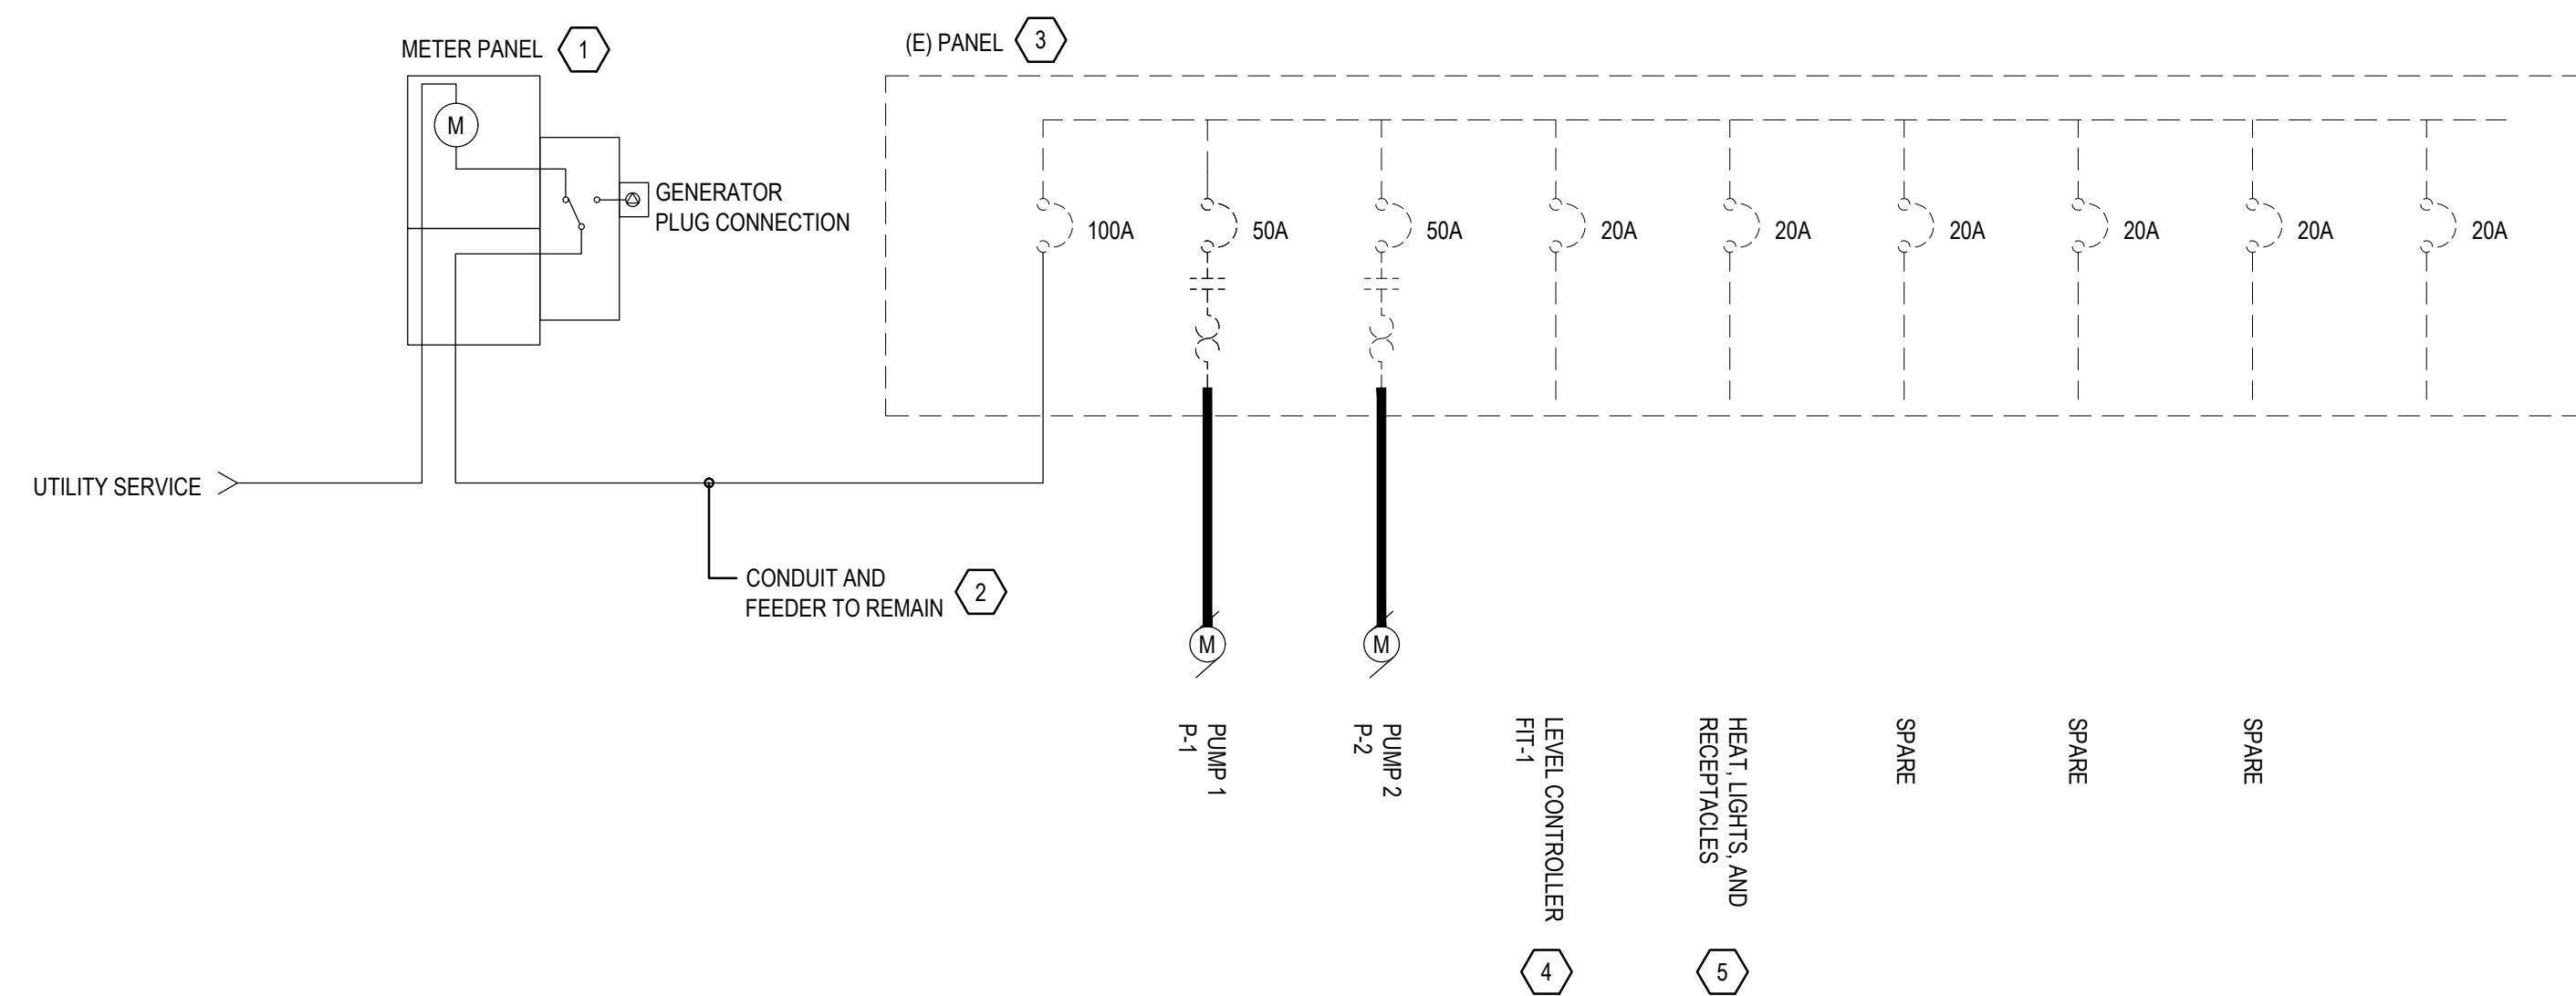 METER PANEL 1
(E) PANEL 3
M
GENERATOR
PLUG CONNECTION
100A
50A
50A
20A
20A
20A
20A
20A
20A
UTILITY SERVICE
CONDUIT AND
FEEDER TO REMAIN 2
M
M
PUMP 1
P-1
PUMP 2
P-2
LEVEL CONTROLLER
FIT-1
HEAT, LIGHTS, AND
RECEPTACLES
SPARE
SPARE
SPARE
4
5